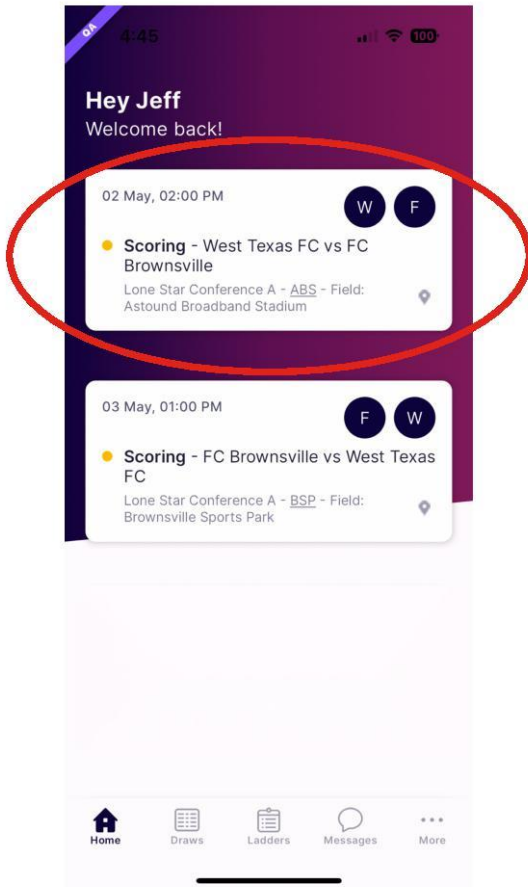 QA
4:45
100
Hey Jeff
Welcome back!
02 May, 02:00 PM
W F
Scoring - West Texas FC vs FC
Brownsville
Lone Star Conference A - ABS - Field:
Astound Broadband Stadium
03 May, 01:00 PM
F W
Scoring - FC Brownsville vs West Texas
FC
Lone Star Conference A - BSP - Field:
Brownsville Sports Park
Home Draws Ladders Messages More